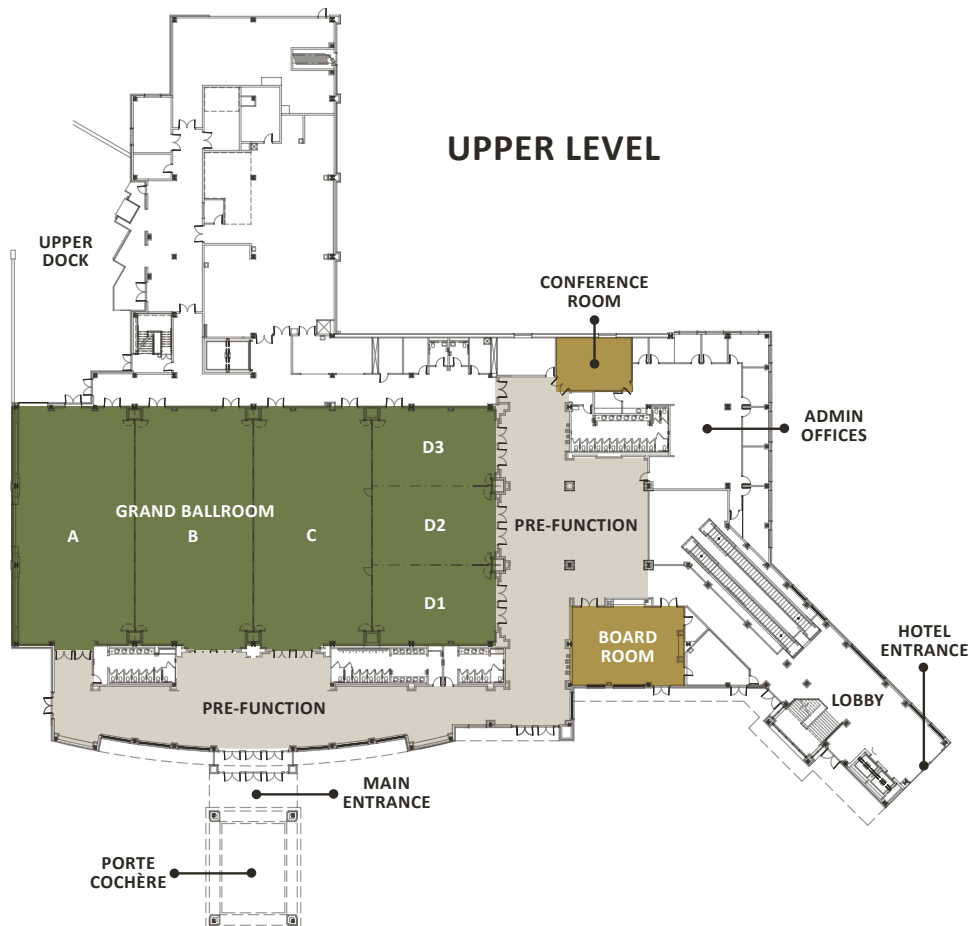 UPPER LEVEL
UPPER
DOCK
CONFERENCE
ROOM
ADMIN
OFFICES
D3
GRAND BALLROOM
A
B
C
D2
PRE-FUNCTION
D1
BOARD
ROOM
HOTEL
ENTRANCE
LOBBY
PRE-FUNCTION
MAIN
ENTRANCE
PORTE
COCHÈRE